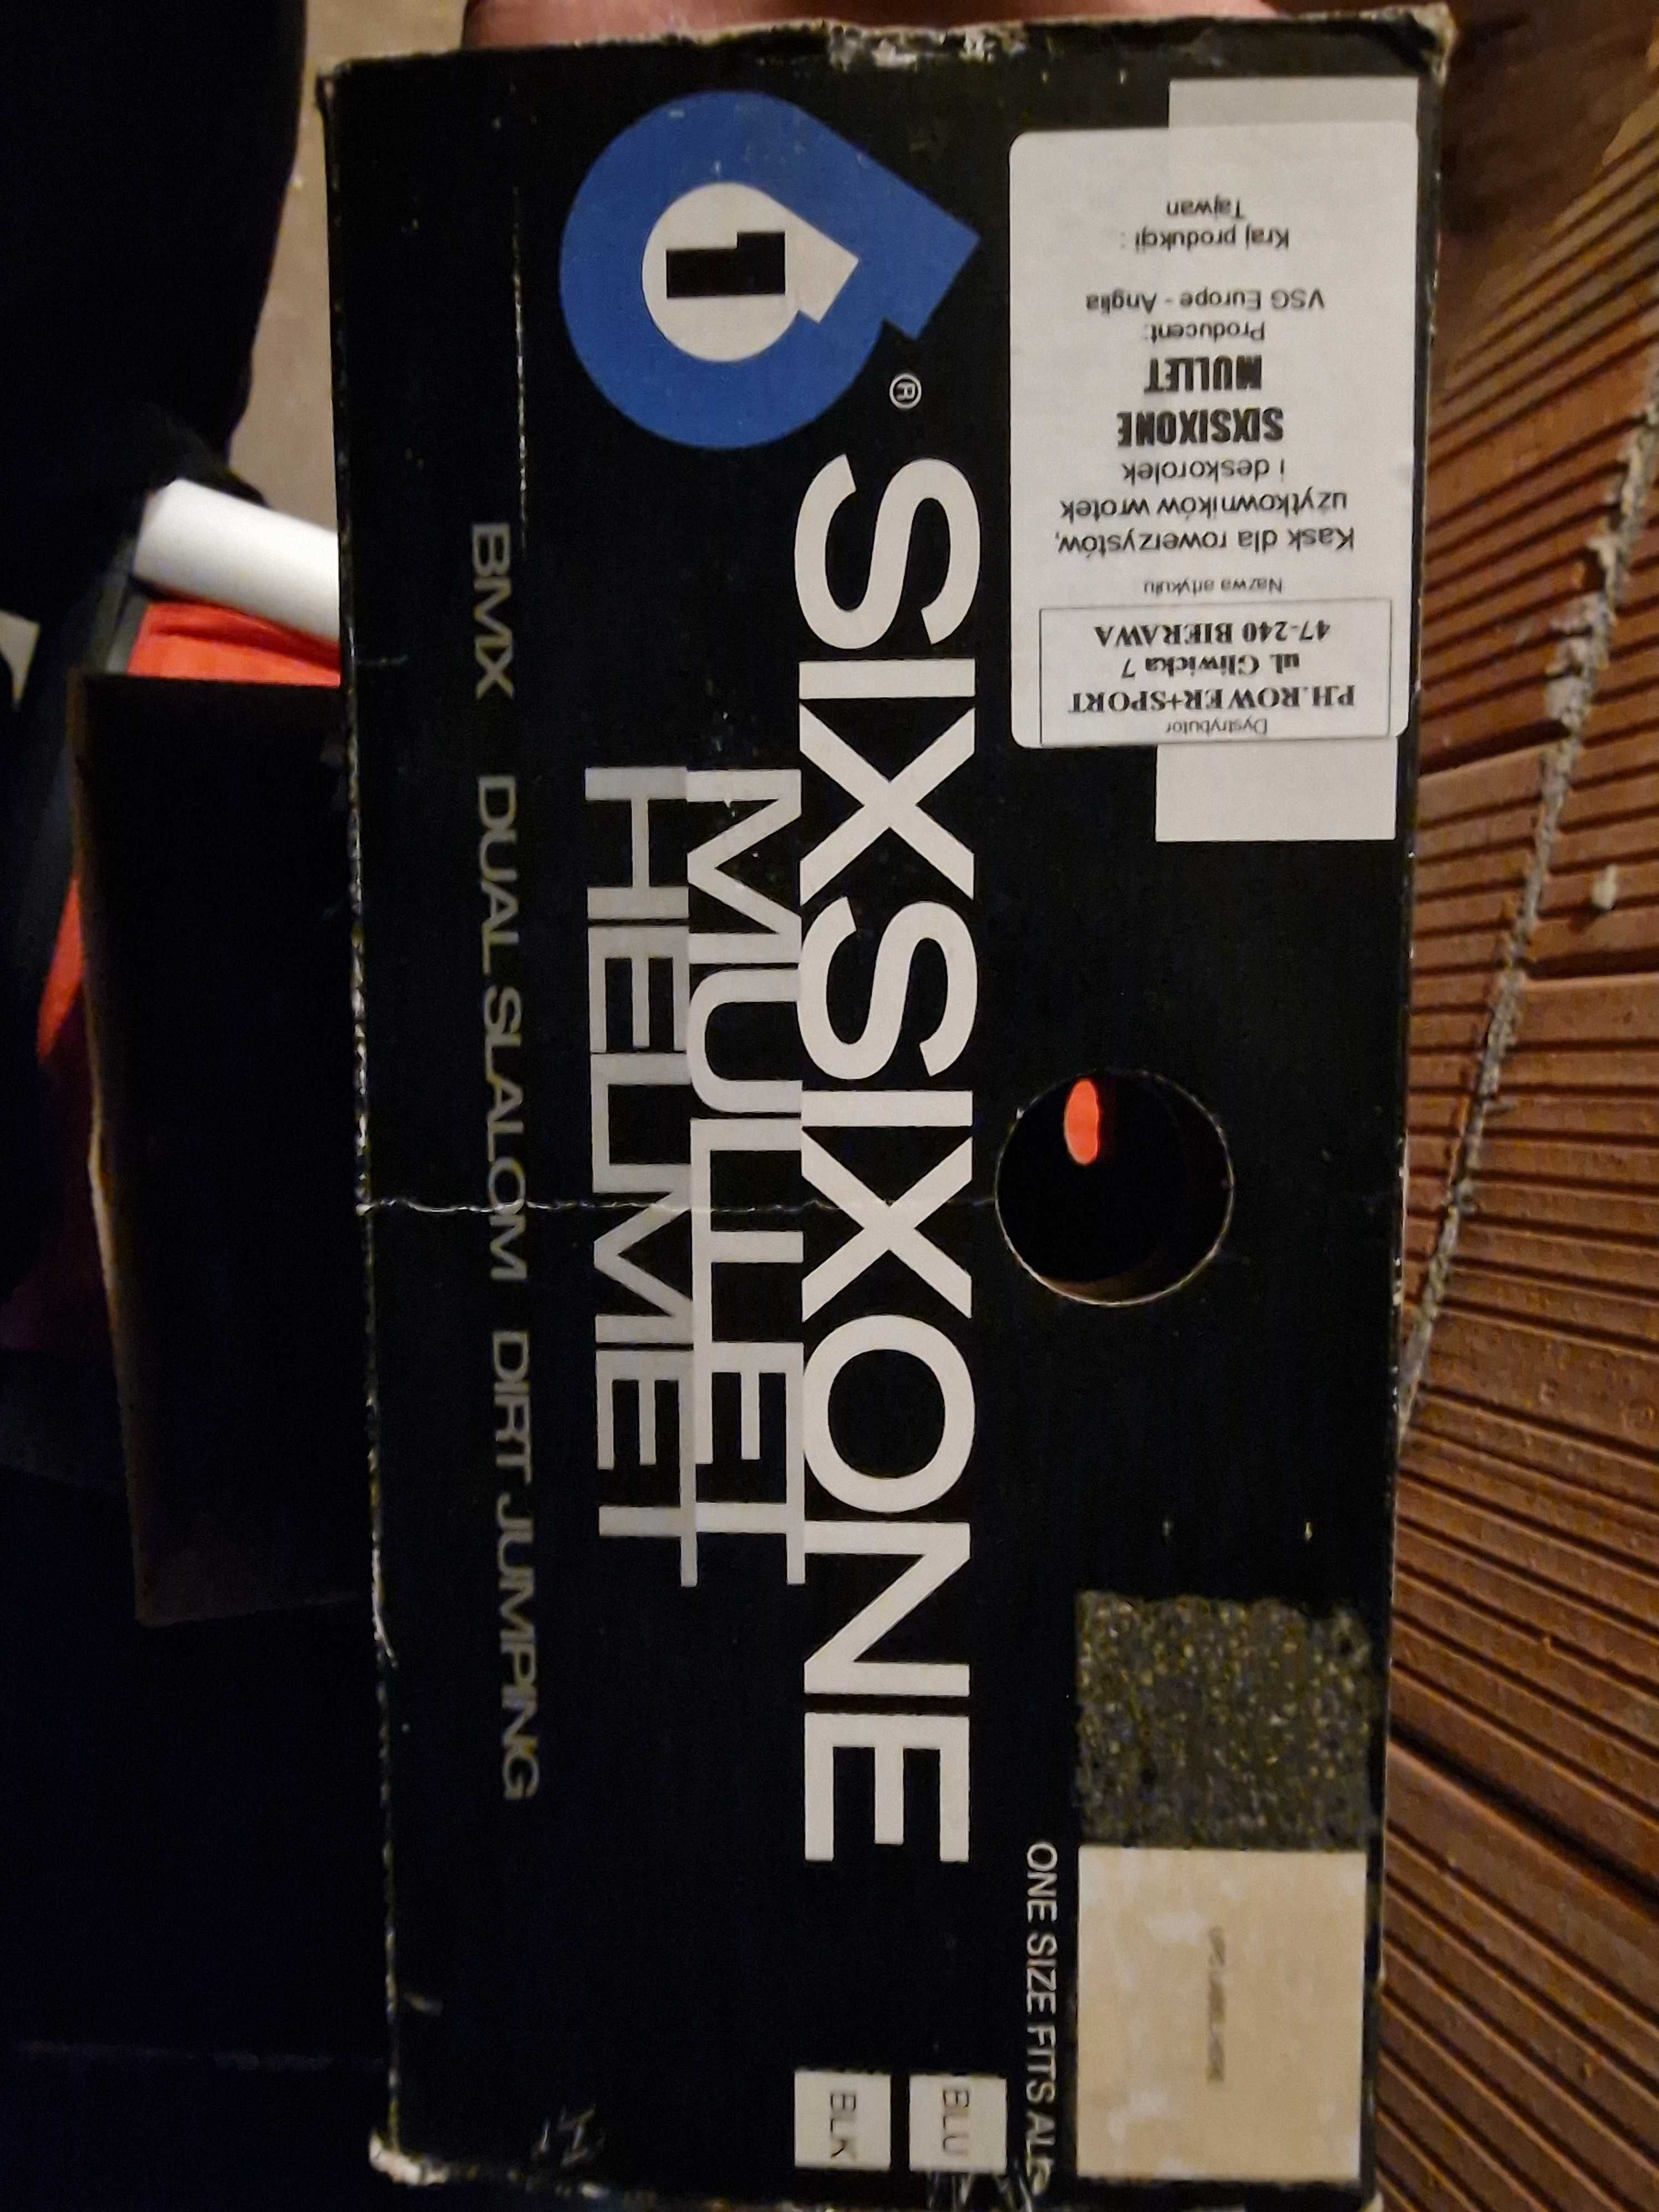 1
®
SIXSIXONE
MULLET
HELMET
BMX DUAL SLALOM DIRT JUMPING
ONE SIZE FITS ALL
BLU
BLK
Dystrybutor
P.H.ROWER+SPORT
ul. Gliwicka 7
47-240 BIERAWA
Nazwa artykułu
Kask dla rowerzystów,
użytkowników wrotek
i deskorolek
SIXSIXONE
MULLET
Producent:
VSG Europe - Anglia
Kraj produkcji :
Tajwan